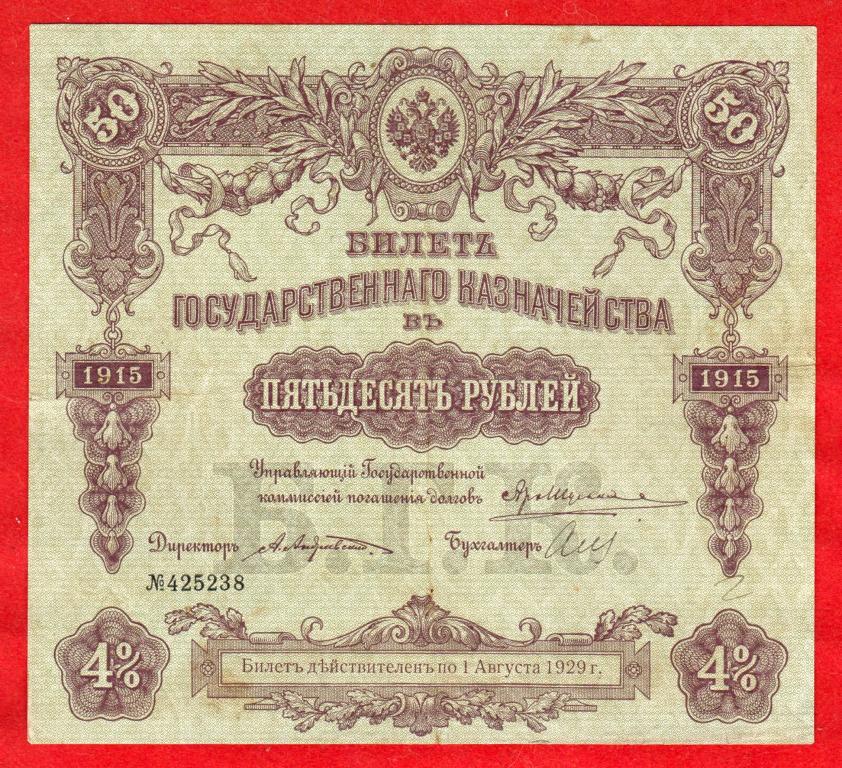 50
50
БИЛЕТЪ
ГОСУДАРСТВЕННАГО КАЗНАЧЕЙСТВА
ВЪ
1915
1915
ПЯТЬДЕСЯТЪ РУБЛЕЙ
Управляющій Государственной
коммиссіей погашенія долговъ
Директоръ
Бухгалтеръ
Б.Г.К.
№425238
4%
4%
Билетъ дѣйствителенъ по 1 Августа 1929 г.